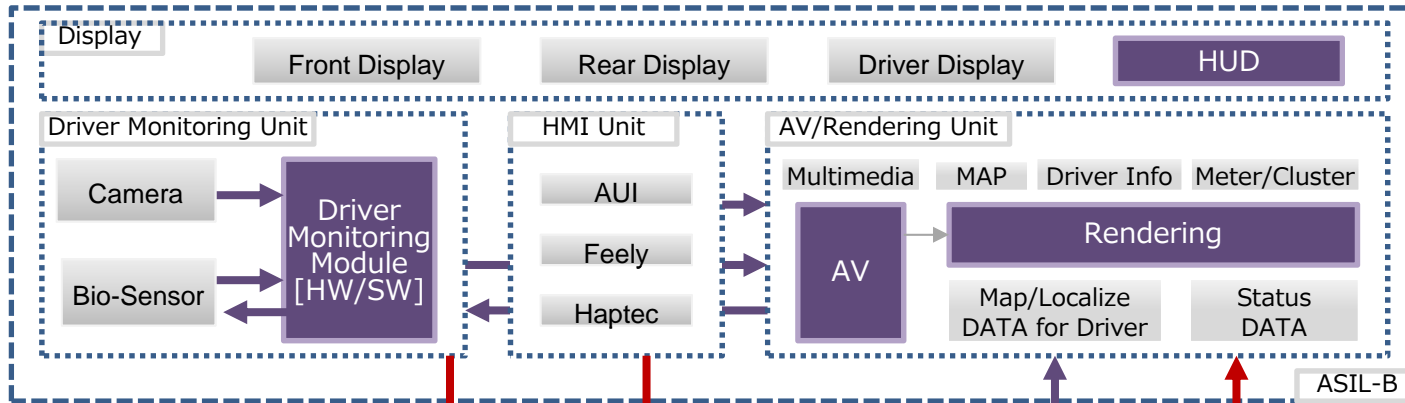 Display
Front Display
Rear Display
Driver Display
HUD
Driver Monitoring Unit
Camera
Bio-Sensor
Driver
Monitoring
Module
[HW/SW]
HMI Unit
AUI
Feely
Haptec
AV/Rendering Unit
Multimedia
MAP
Driver Info
Meter/Cluster
AV
Rendering
Map/Localize
DATA for Driver
Status
DATA
ASIL-B